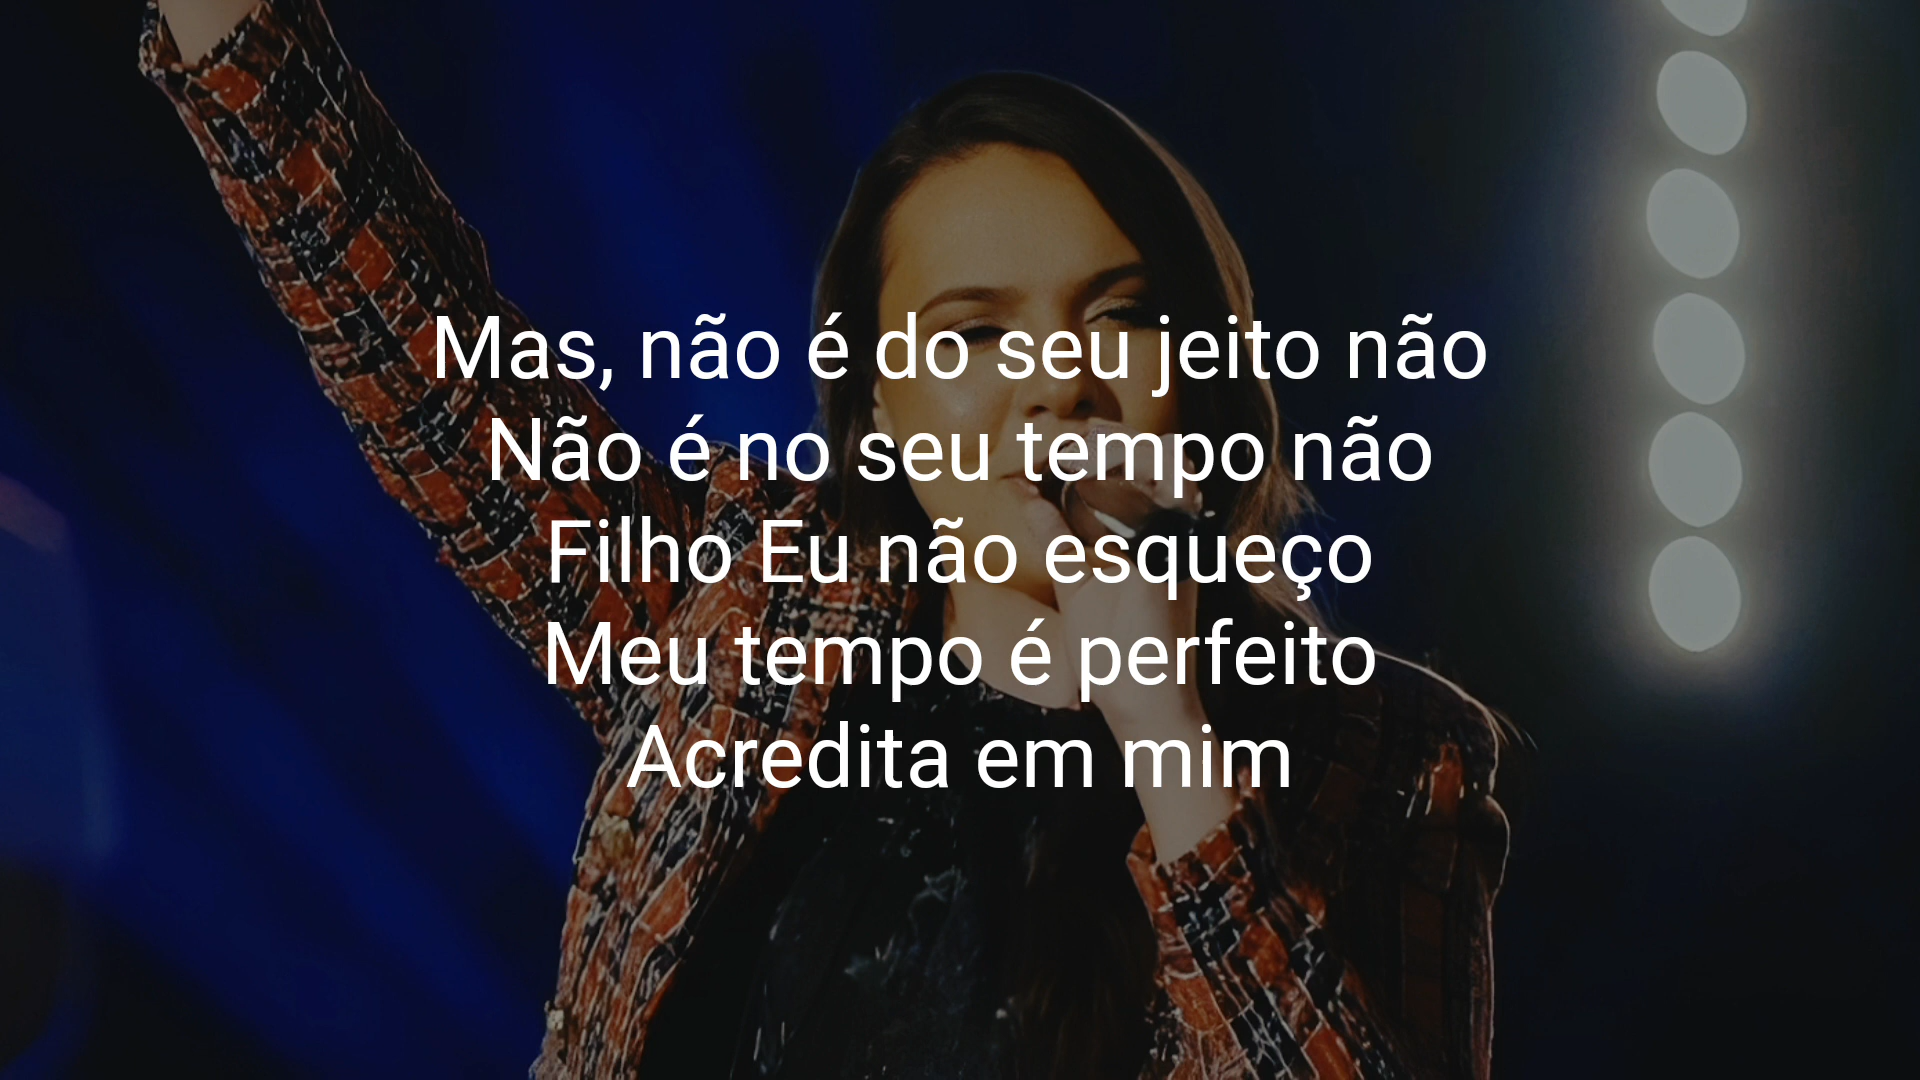 Mas, não é do seu jeito não
Não é no seu tempo não
Filho Eu não esqueço
Meu tempo é perfeito
Acredita em mim